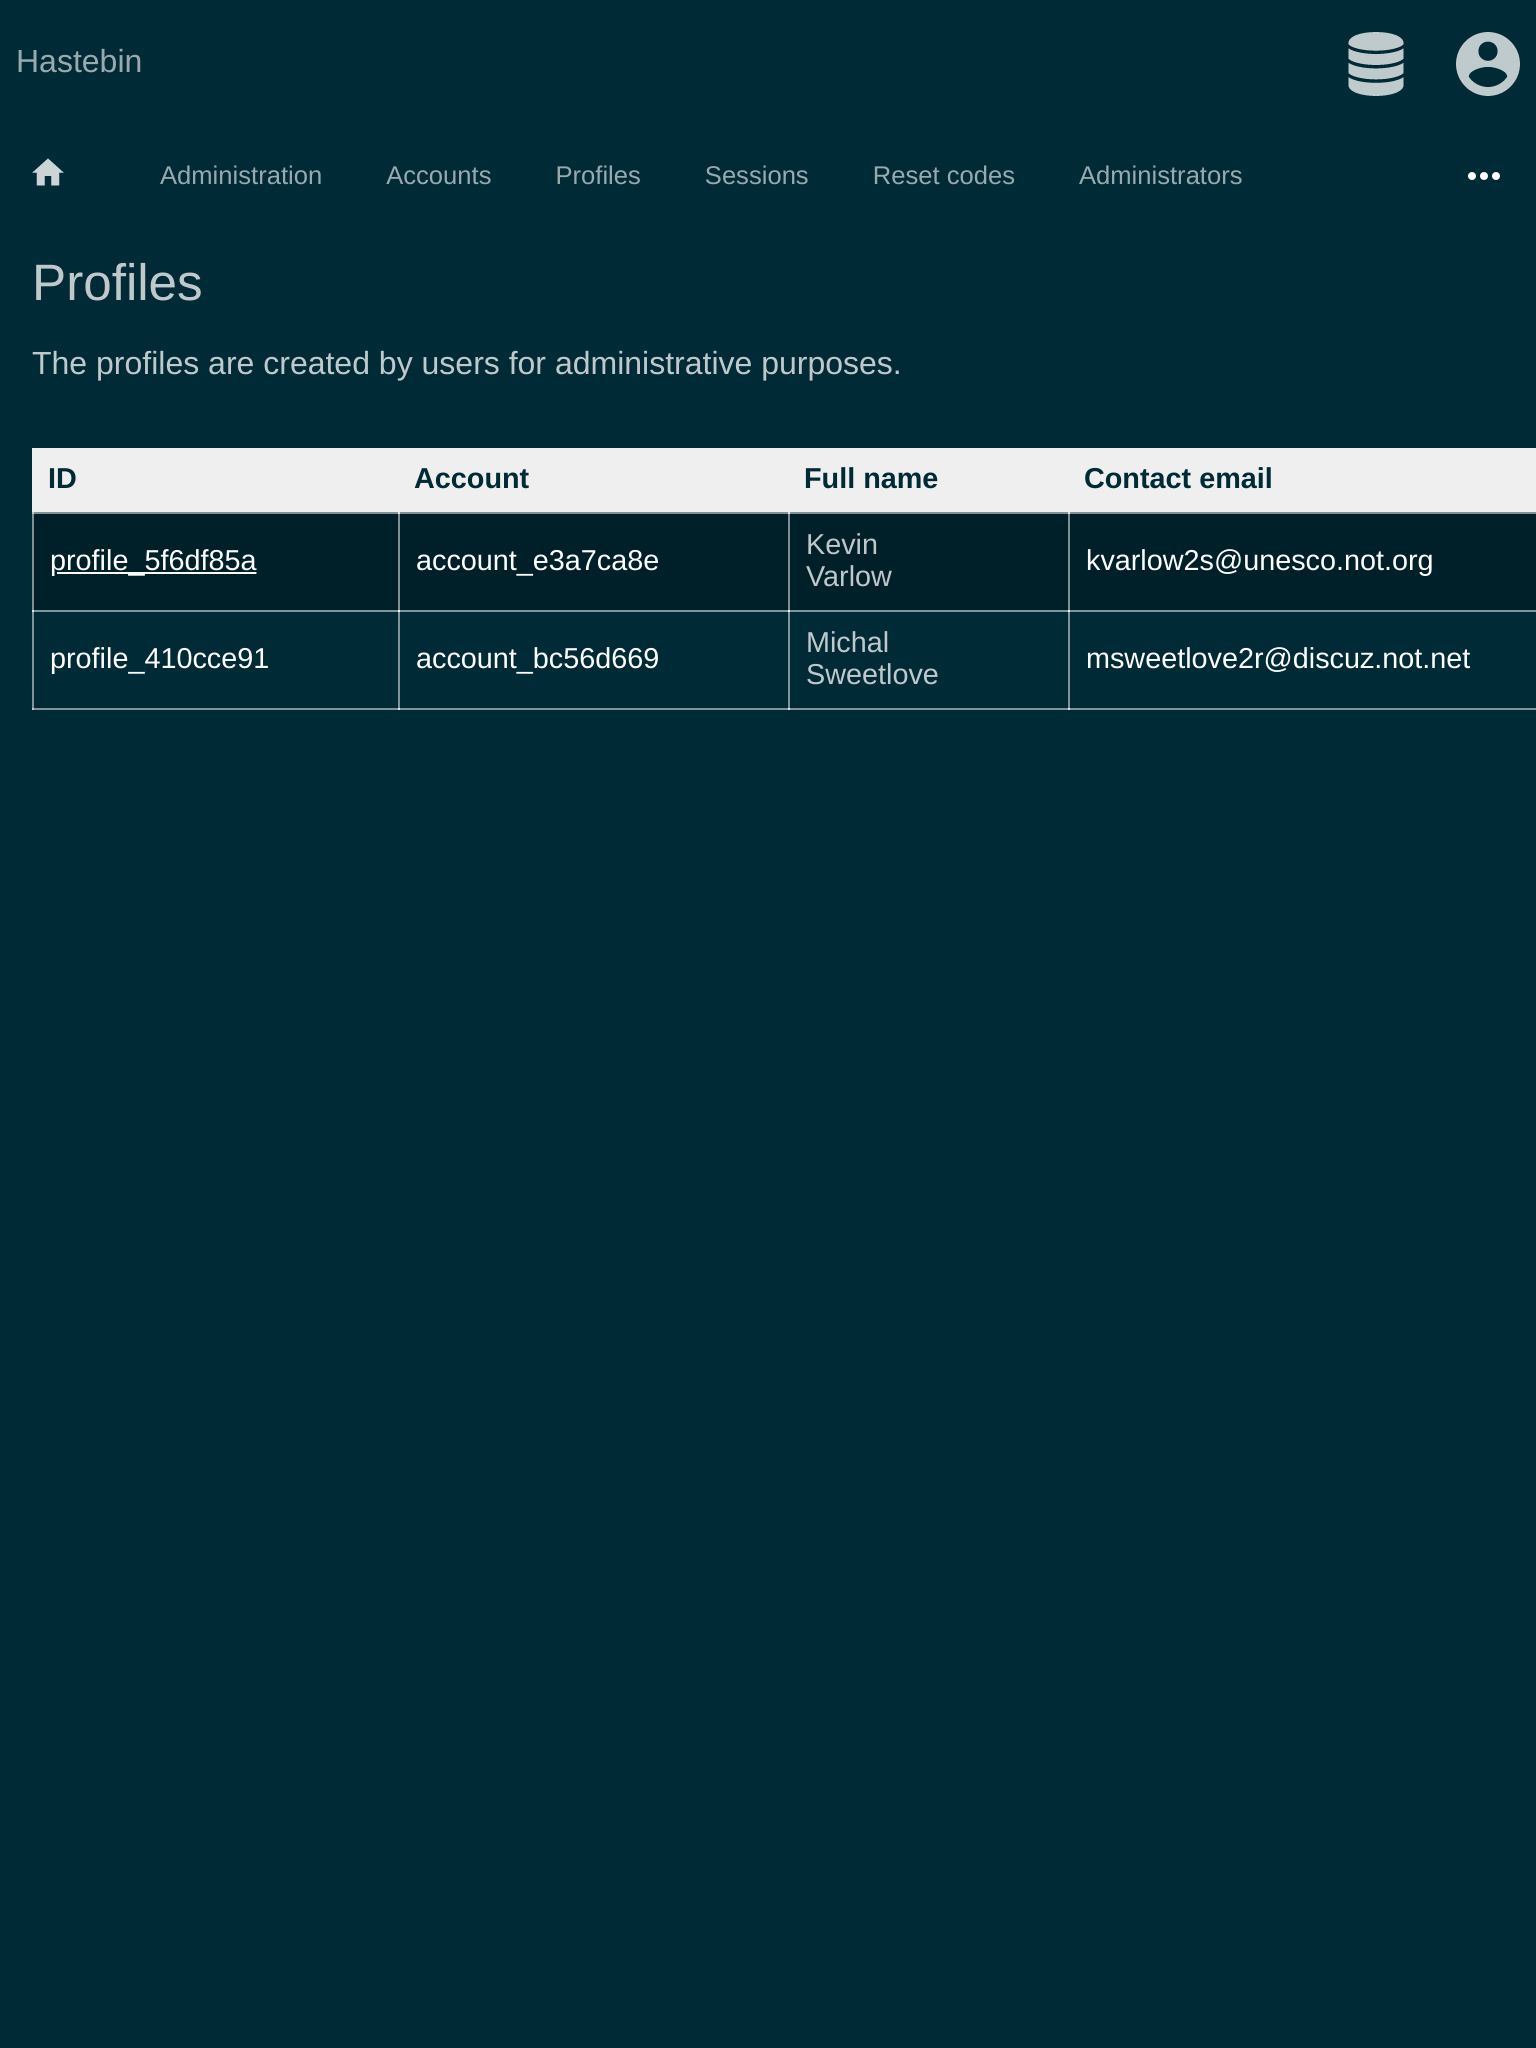 Hastebin
Administration Accounts Profiles Sessions Reset codes Administrators
Profiles
The profiles are created by users for administrative purposes.
ID Account Full name Contact email
profile_5f6df85a account_e3a7ca8e Kevin kvarlow2s@unesco.not.org
Varlow
profile_410cce91 account_bc56d669 Michal msweetlove2r@discuz.not.net
Sweetlove